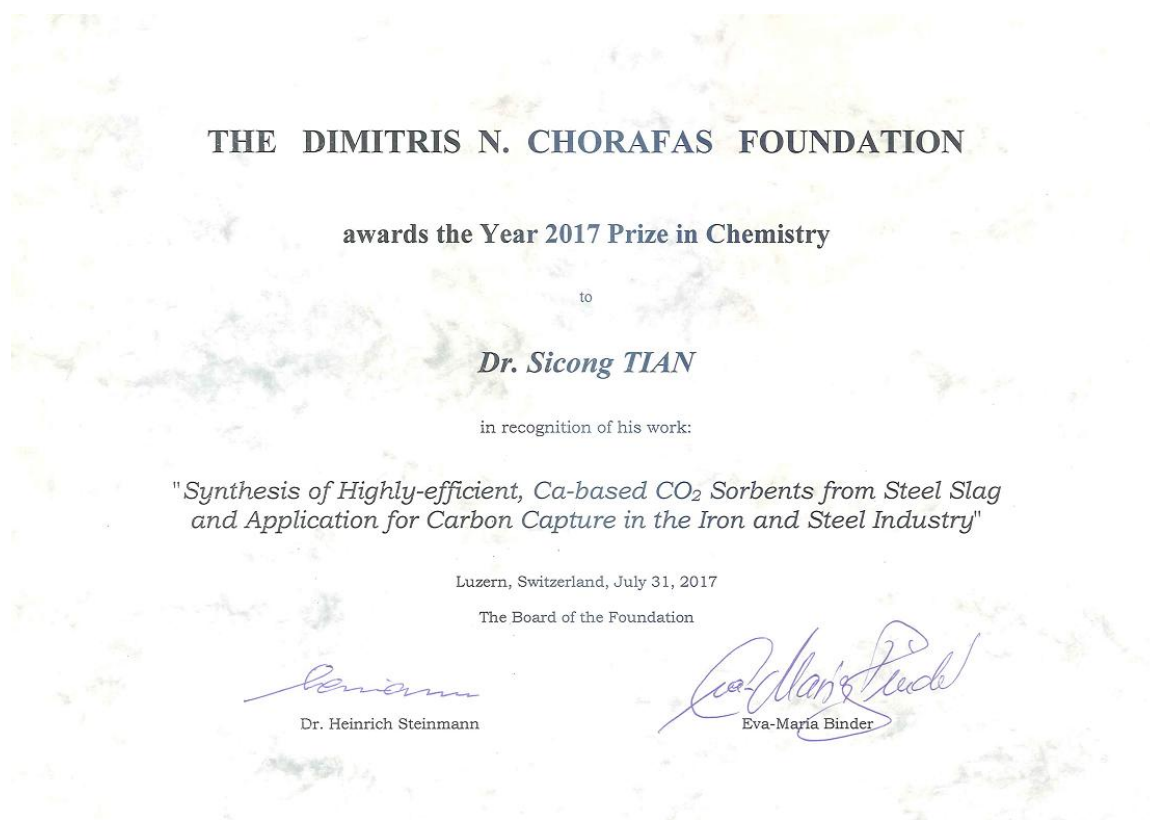 THE DIMITRIS N. CHORAFAS FOUNDATION
awards the Year 2017 Prize in Chemistry
to
Dr. Sicong TIAN
in recognition of his work:
"Synthesis of Highly-efficient, Ca-based CO₂ Sorbents from Steel Slag
and Application for Carbon Capture in the Iron and Steel Industry"
Luzern, Switzerland, July 31, 2017
The Board of the Foundation
Eva-Maria Binder
Dr. Heinrich Steinmann
Eva-Maria Binder